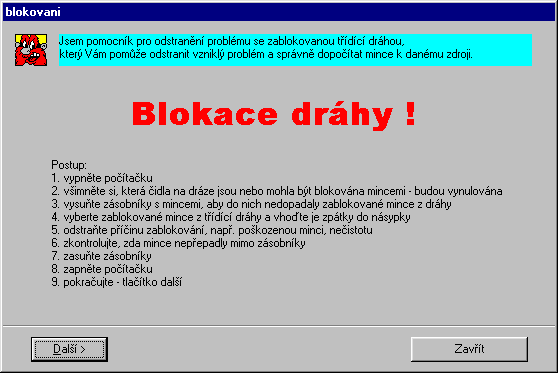 blokovani
Jsem pomocník pro odstranění problému se zablokovanou třídící dráhou,
který Vám pomůže odstranit vzniklý problém a správně dopočítat mince k danému zdroji.
Blokace dráhy !
Postup:
1. vypněte počítačku
2. všimněte si, která čidla na dráze jsou nebo mohla být blokována mincemi - budou vynulována
3. vysuňte zásobníky s mincemi, aby do nich nedopadaly zablokované mince z dráhy
4. vyberte zablokované mince z třídící dráhy a vhoďte je zpátky do násypky
5. odstraňte příčinu zablokování, např. poškozenou minci, nečistotu
6. zkontrolujte, zda mince nepřepadly mimo zásobníky
7. zasuňte zásobníky
8. zapněte počítačku
9. pokračujte - tlačítko další
Další >
Zavřít